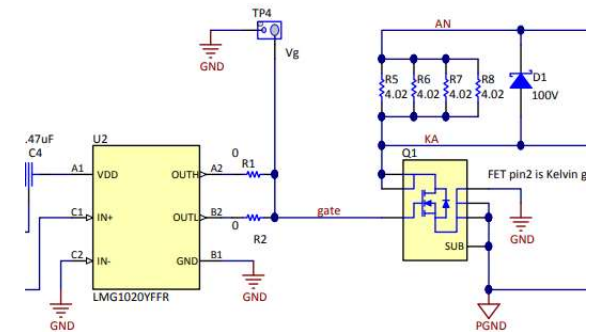 TP4
AN
GND
Vg
R5
4.02
R6
4.02
R7
4.02
R8
4.02
D1
100V
.47uF
C4
U2
0
R1
KA
Q1
FET pin2 is Kelvin g
A1
VDD
OUTH
A2
C1
IN+
OUTL
B2
gate
0
R2
C2
IN-
GND
B1
SUB
GND
LMG1020YFFR
GND
GND
PGND